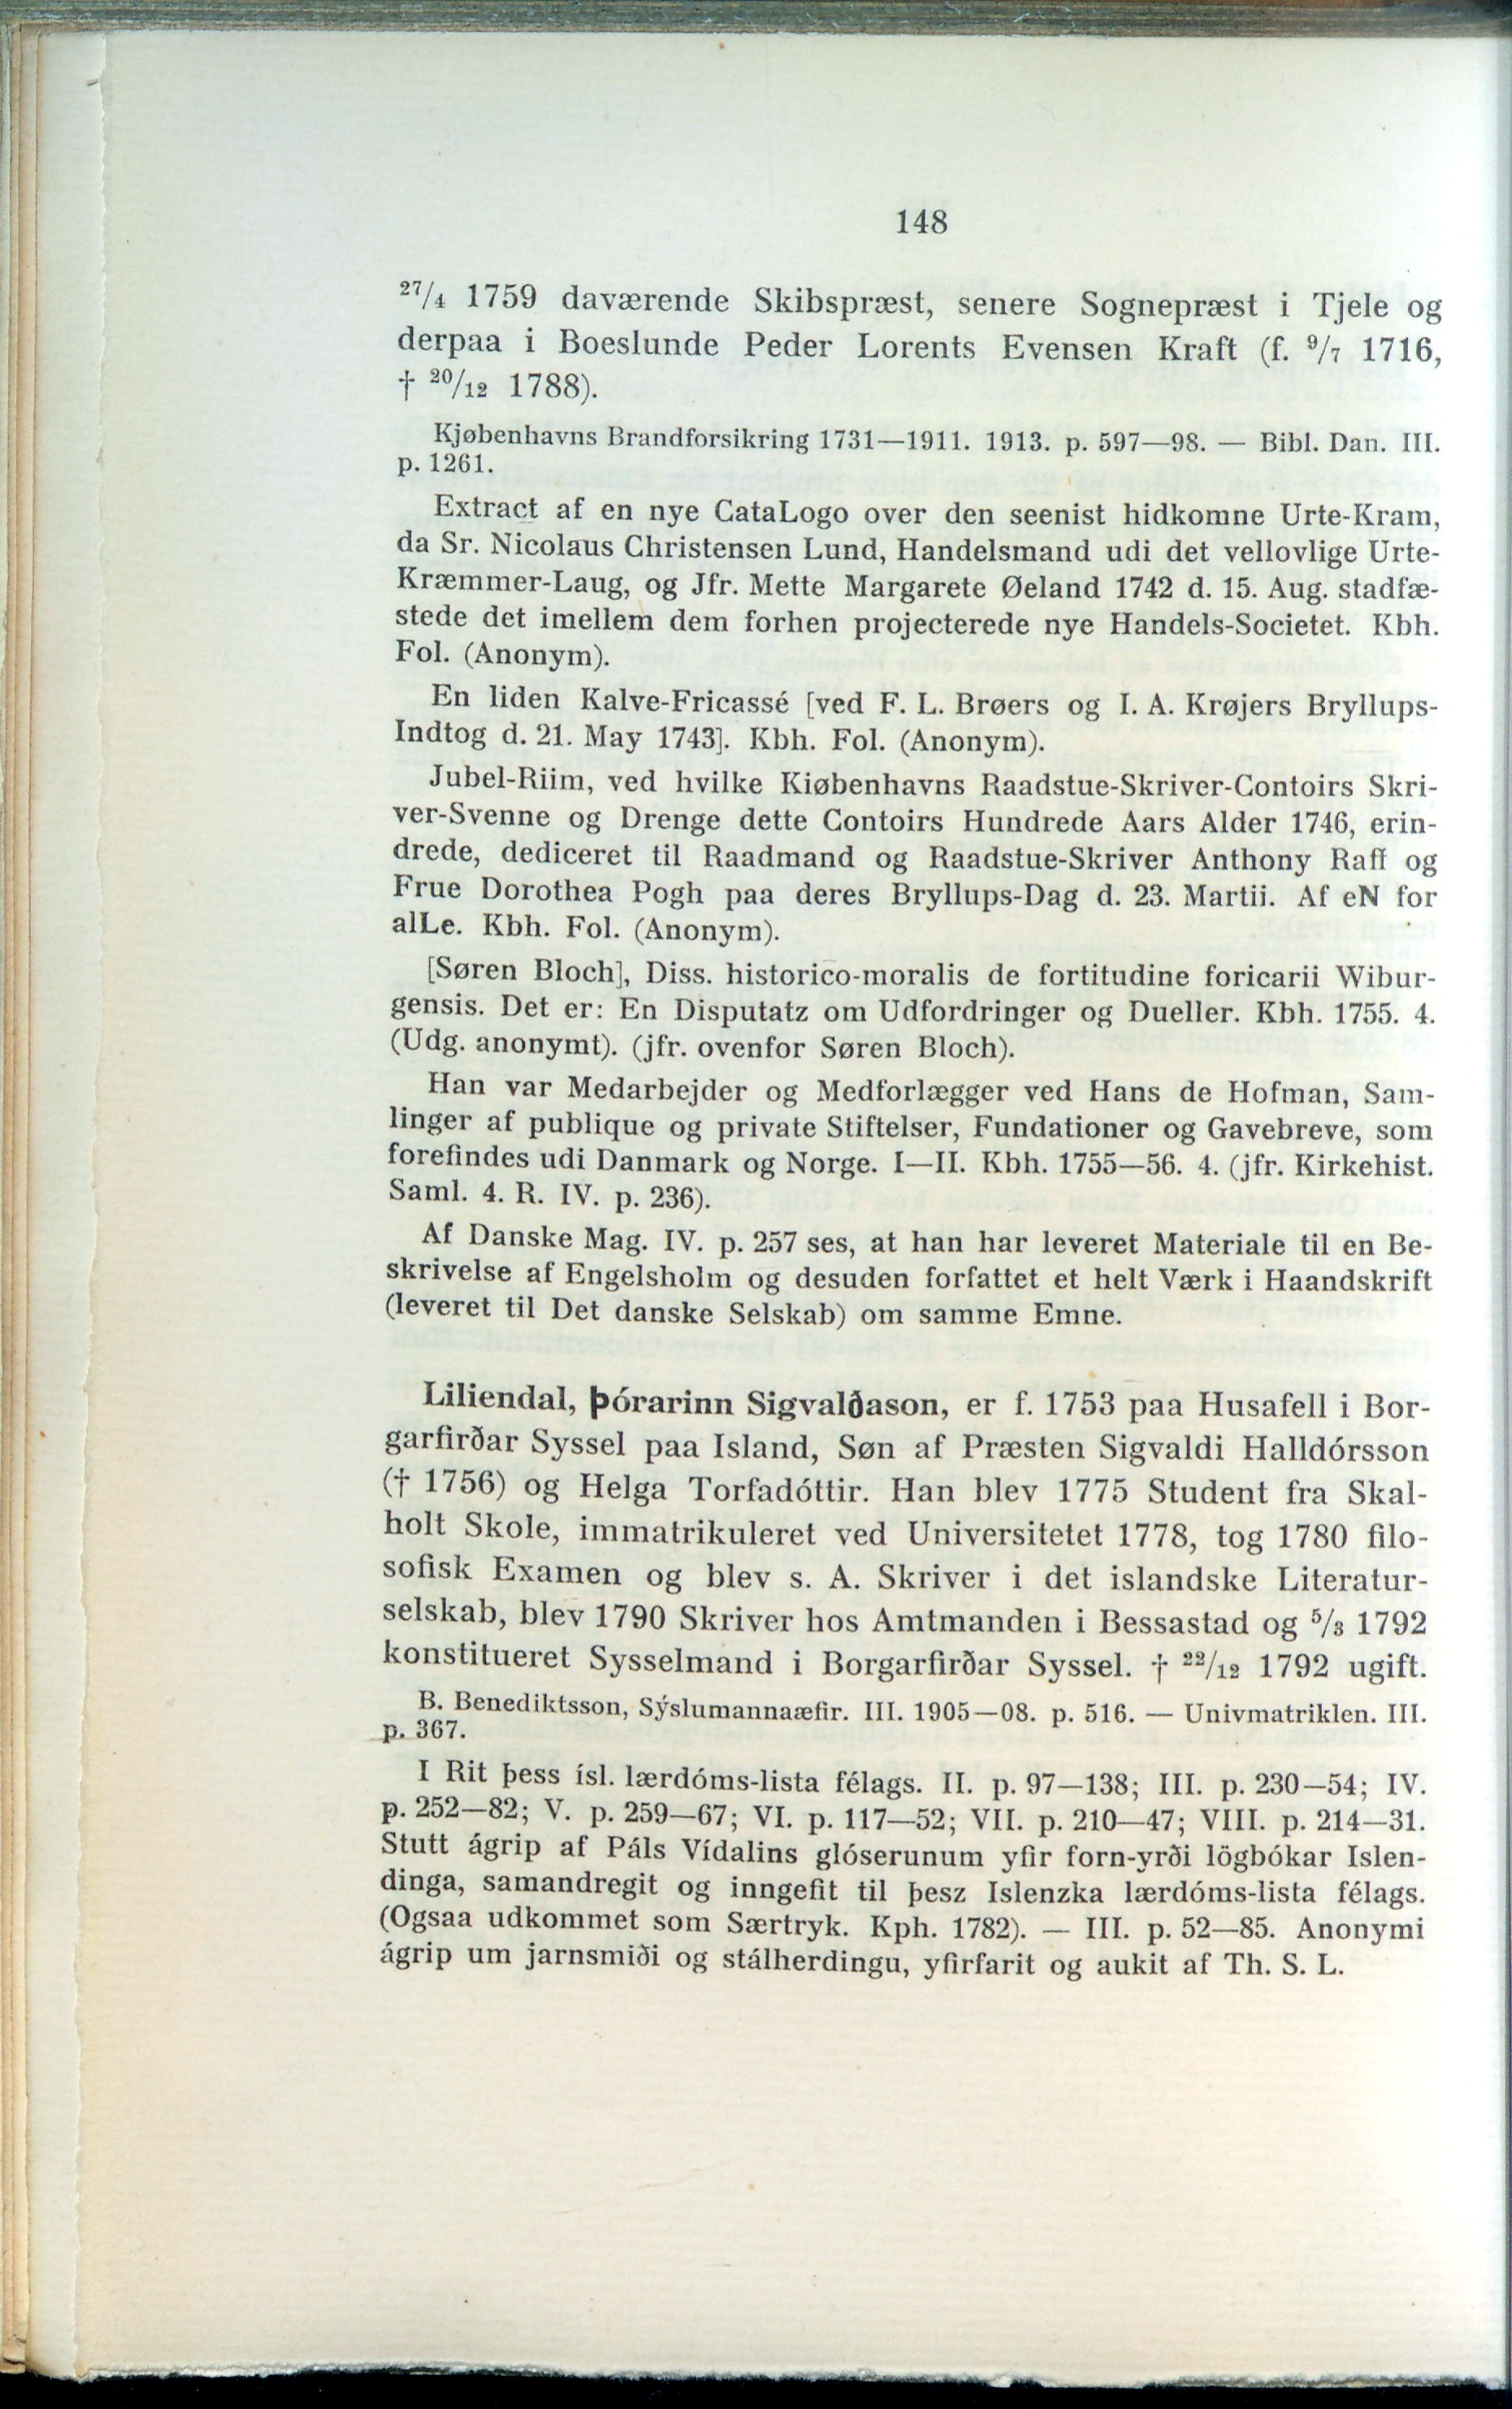 148
27/4 1759 daværende Skibspræst, senere Sognepræst i Tjele og
derpaa i Boeslunde Peder Lorents Evensen Kraft (f. 9/7 1716,
† 20/12 1788).
Kjøbenhavns Brandforsikring 1731—1911. 1913. p. 597—98. — Bibl. Dan. III.
p. 1261.
Extract af en nye CataLogo over den seenist hidkomne Urte-Kram,
da Sr. Nicolaus Christensen Lund, Handelsmand udi det vellovlige Urte-
Kræmmer-Laug, og Jfr. Mette Margarete Øeland 1742 d. 15. Aug. stadfæ-
stede det imellem dem forhen projecterede nye Handels-Societet. Kbh.
Fol. (Anonym).
En liden Kalve-Fricassé [ved F. L. Brøers og I. A. Krøjers Bryllups-
Indtog d. 21. May 1743]. Kbh. Fol. (Anonym).
Jubel-Riim, ved hvilke Kiøbenhavns Raadstue-Skriver-Contoirs Skri-
ver-Svenne og Drenge dette Contoirs Hundrede Aars Alder 1746, erin-
drede, dediceret til Raadmand og Raadstue-Skriver Anthony Raff og
Frue Dorothea Pogh paa deres Bryllups-Dag d. 23. Martii. Af eN for
alLe. Kbh. Fol. (Anonym).
[Søren Bloch], Diss. historico-moralis de fortitudine foricarii Wibur-
gensis. Det er: En Disputatz om Udfordringer og Dueller. Kbh. 1755. 4.
(Udg. anonymt). (jfr. ovenfor Søren Bloch).
Han var Medarbejder og Medforlægger ved Hans de Hofman, Sam-
linger af publique og private Stiftelser, Fundationer og Gavebreve, som
forefindes udi Danmark og Norge. I—II. Kbh. 1755—56. 4. (jfr. Kirkehist.
Saml. 4. R. IV. p. 236).
Af Danske Mag. IV. p. 257 ses, at han har leveret Materiale til en Be-
skrivelse af Engelsholm og desuden forfattet et helt Værk i Haandskrift
(leveret til Det danske Selskab) om samme Emne.
Liliendal, Þórarinn Sigvalðason, er f. 1753 paa Husafell i Bor-
garfirðar Syssel paa Island, Søn af Præsten Sigvaldi Halldórsson
(† 1756) og Helga Torfadóttir. Han blev 1775 Student fra Skal-
holt Skole, immatrikuleret ved Universitetet 1778, tog 1780 filo-
sofisk Examen og blev s. A. Skriver i det islandske Literatur-
selskab, blev 1790 Skriver hos Amtmanden i Bessastad og 5/3 1792
konstitueret Sysselmand i Borgarfirðar Syssel. † 22/12 1792 ugift.
B. Benediktsson, Sýslumannaæfir. III. 1905—08. p. 516. — Univmatriklen. III.
p. 367.
I Rit þess ísl. lærdóms-lista félags. II. p. 97—138; III. p. 230—54; IV.
p. 252—82; V. p. 259—67; VI. p. 117—52; VII. p. 210—47; VIII. p. 214—31.
Stutt ágrip af Páls Vídalins glóserunum yfir forn-yrði lögbókar Islen-
dinga, samandregit og inngefit til þesz Islenzka lærdóms-lista félags.
(Ogsaa udkommet som Særtryk. Kph. 1782). — III. p. 52—85. Anonymi
ágrip um jarnsmiði og stálherdingu, yfirfarit og aukit af Th. S. L.